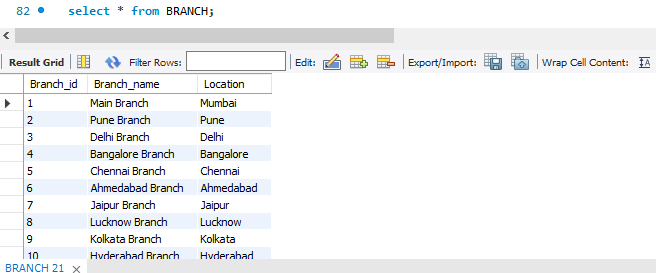 82 select * from BRANCH;
Result Grid Filter Rows: Edit: Export/Import: Wrap Cell Content:
Branch_id Branch_name Location
1 Main Branch Mumbai
2 Pune Branch Pune
3 Delhi Branch Delhi
4 Bangalore Branch Bangalore
5 Chennai Branch Chennai
6 Ahmedabad Branch Ahmedabad
7 Jaipur Branch Jaipur
8 Lucknow Branch Lucknow
9 Kolkata Branch Kolkata
10 Hyderabad Branch Hyderabad
BRANCH 21